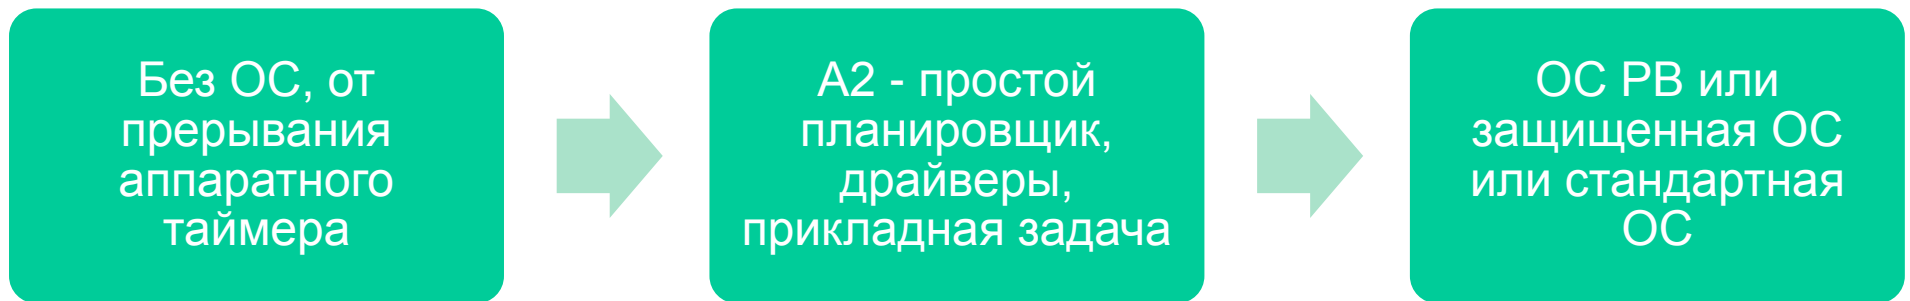 Без ОС, от
прерывания
аппаратного
таймера
А2 - простой
планировщик,
драйверы,
прикладная задача
ОС РВ или
защищенная ОС
или стандартная
ОС